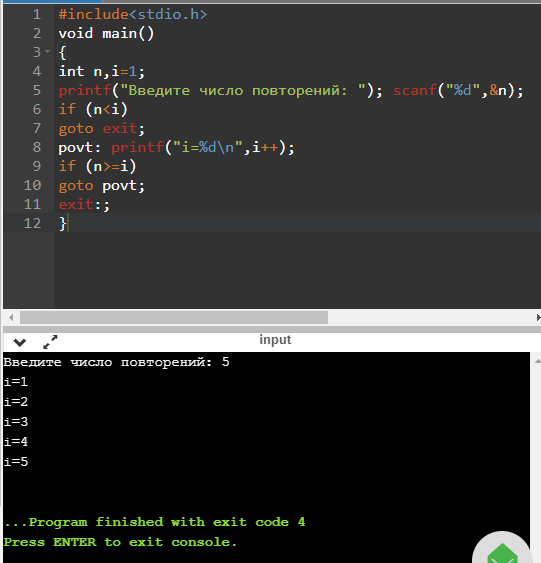 1 #include<stdio.h>
2 void main()
3 {
4 int n,i=1;
5 printf("Введите число повторений: "); scanf("%d",&n);
6 if (n<i)
7 goto exit;
8 povt: printf("i=%d\n",i++);
9 if (n>=i)
10 goto povt;
11 exit:;
12 }
input
Введите число повторений: 5
i=1
i=2
i=3
i=4
i=5
...Program finished with exit code 4
Press ENTER to exit console.